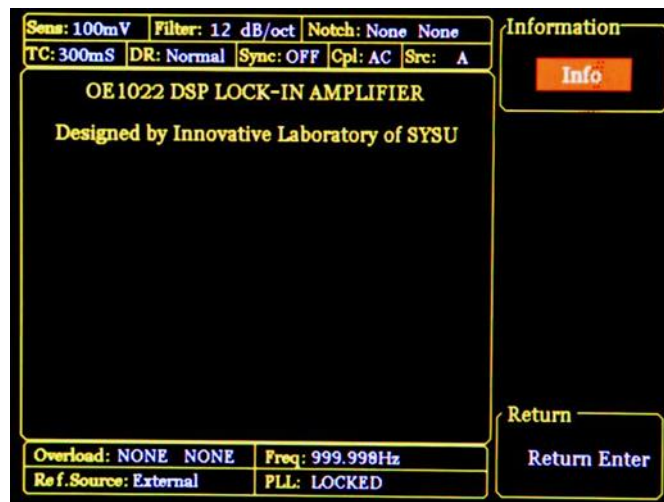 Sens: 100mV Filter: 12 dB/oct Notch: None None
TC: 300mS DR: Normal Sync: OFF Cpl: AC Src: A
OE1022 DSP LOCK-IN AMPLIFIER
Designed by Innovative Laboratory of SYSU
Overload: NONE NONE Freq: 999.998Hz
Ref.Source: External PLL: LOCKED
Information
Info
Return
Return Enter